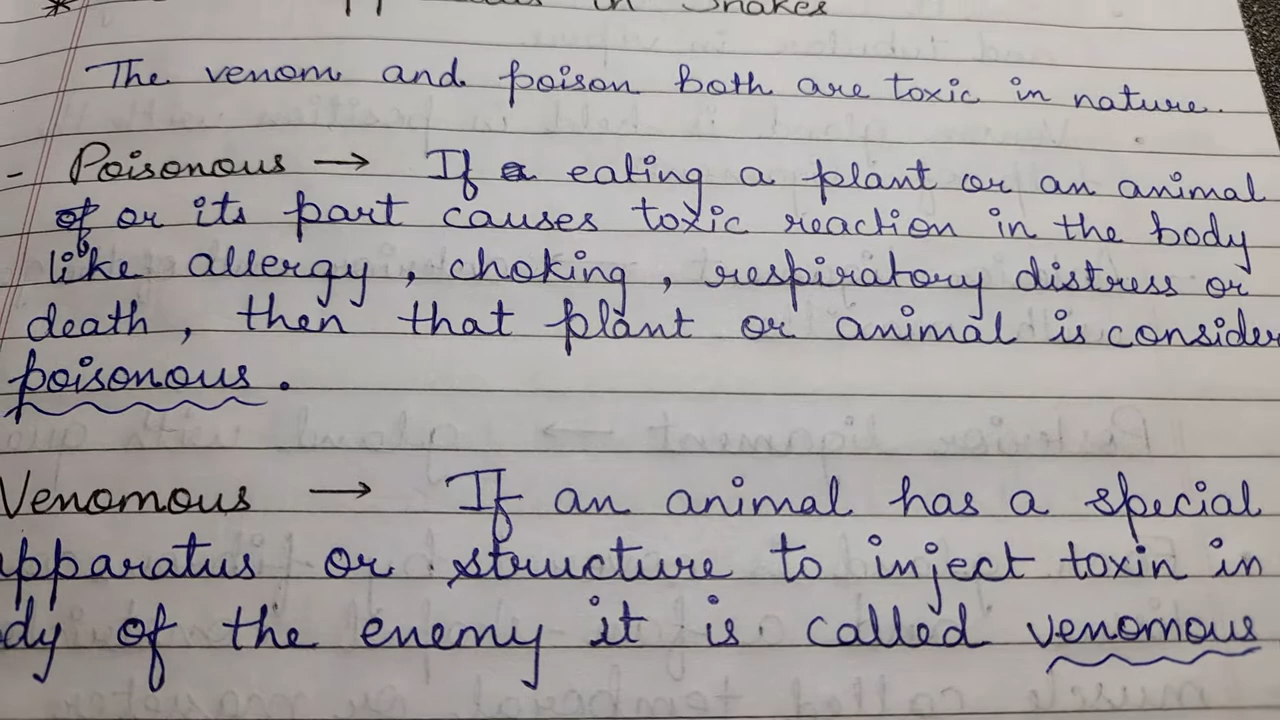 in Snakes
The venom and poison both are toxic in nature.
- Poisonous → If eating a plant or an animal
or its part causes toxic reaction in the body
like allergy, choking, respiratory distress or
death, then that plant or animal is consider
poisonous.
Venomous → If an animal has a special
apparatus or structure to inject toxin in
dy of the enemy it is called venomous